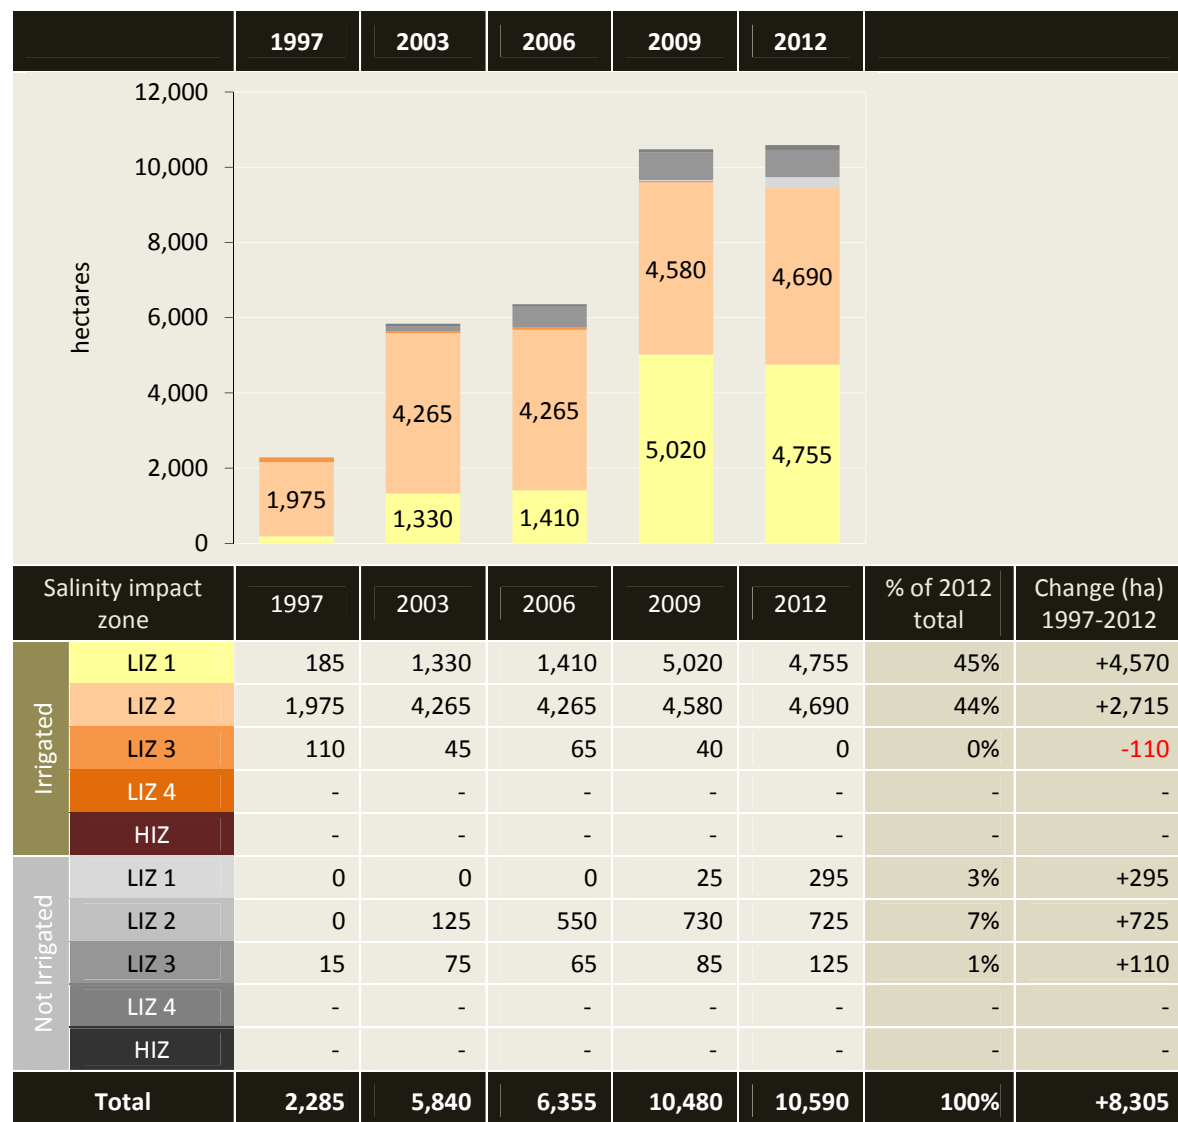 1997 2003 2006 2009 2012
12,000
10,000
8,000
6,000
4,000
2,000
0
hectares
1,975
4,265
1,330
4,265
1,410
4,580
5,020
4,690
4,755
Salinity impact zone 1997 2003 2006 2009 2012 % of 2012 total Change (ha) 1997-2012
Irrigated
LIZ 1 185 1,330 1,410 5,020 4,755 45% +4,570
LIZ 2 1,975 4,265 4,265 4,580 4,690 44% +2,715
LIZ 3 110 45 65 40 0 0% -110
LIZ 4 - - - - - - -
HIZ - - - - - - -
Not Irrigated
LIZ 1 0 0 0 25 295 3% +295
LIZ 2 0 125 550 730 725 7% +725
LIZ 3 15 75 65 85 125 1% +110
LIZ 4 - - - - - - -
HIZ - - - - - - -
Total 2,285 5,840 6,355 10,480 10,590 100% +8,305